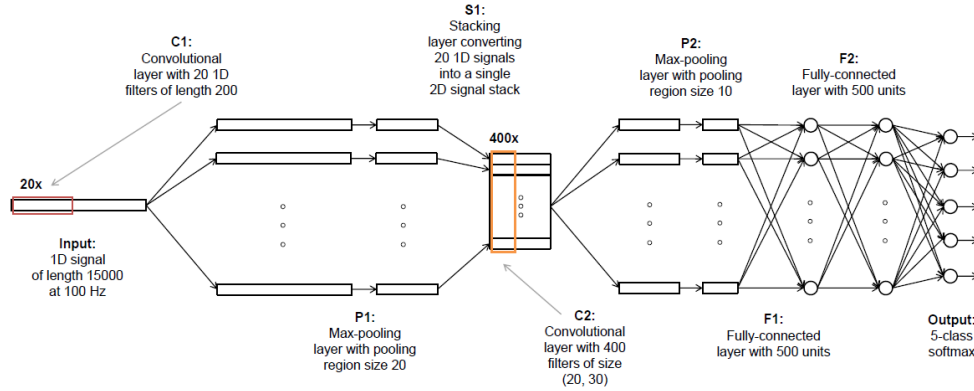 C1:
Convolutional
layer with 20 1D
filters of length 200
S1:
Stacking
layer converting
20 1D signals
into a single
2D signal stack
P2:
Max-pooling
layer with pooling
region size 10
F2:
Fully-connected
layer with 500 units
20x
400x
Input:
1D signal
of length 15000
at 100 Hz
P1:
Max-pooling
layer with pooling
region size 20
C2:
Convolutional
layer with 400
filters of size
(20, 30)
F1:
Fully-connected
layer with 500 units
Output:
5-class
softmax